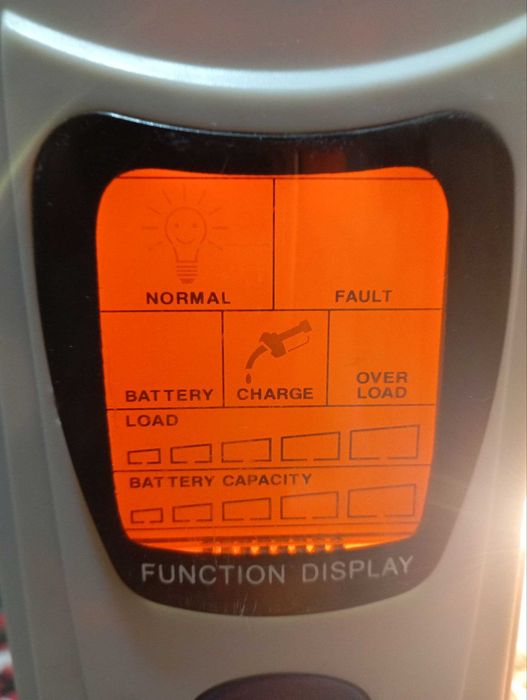 NORMAL
FAULT
BATTERY
CHARGE
OVER
LOAD
LOAD
BATTERY CAPACITY
FUNCTION DISPLAY